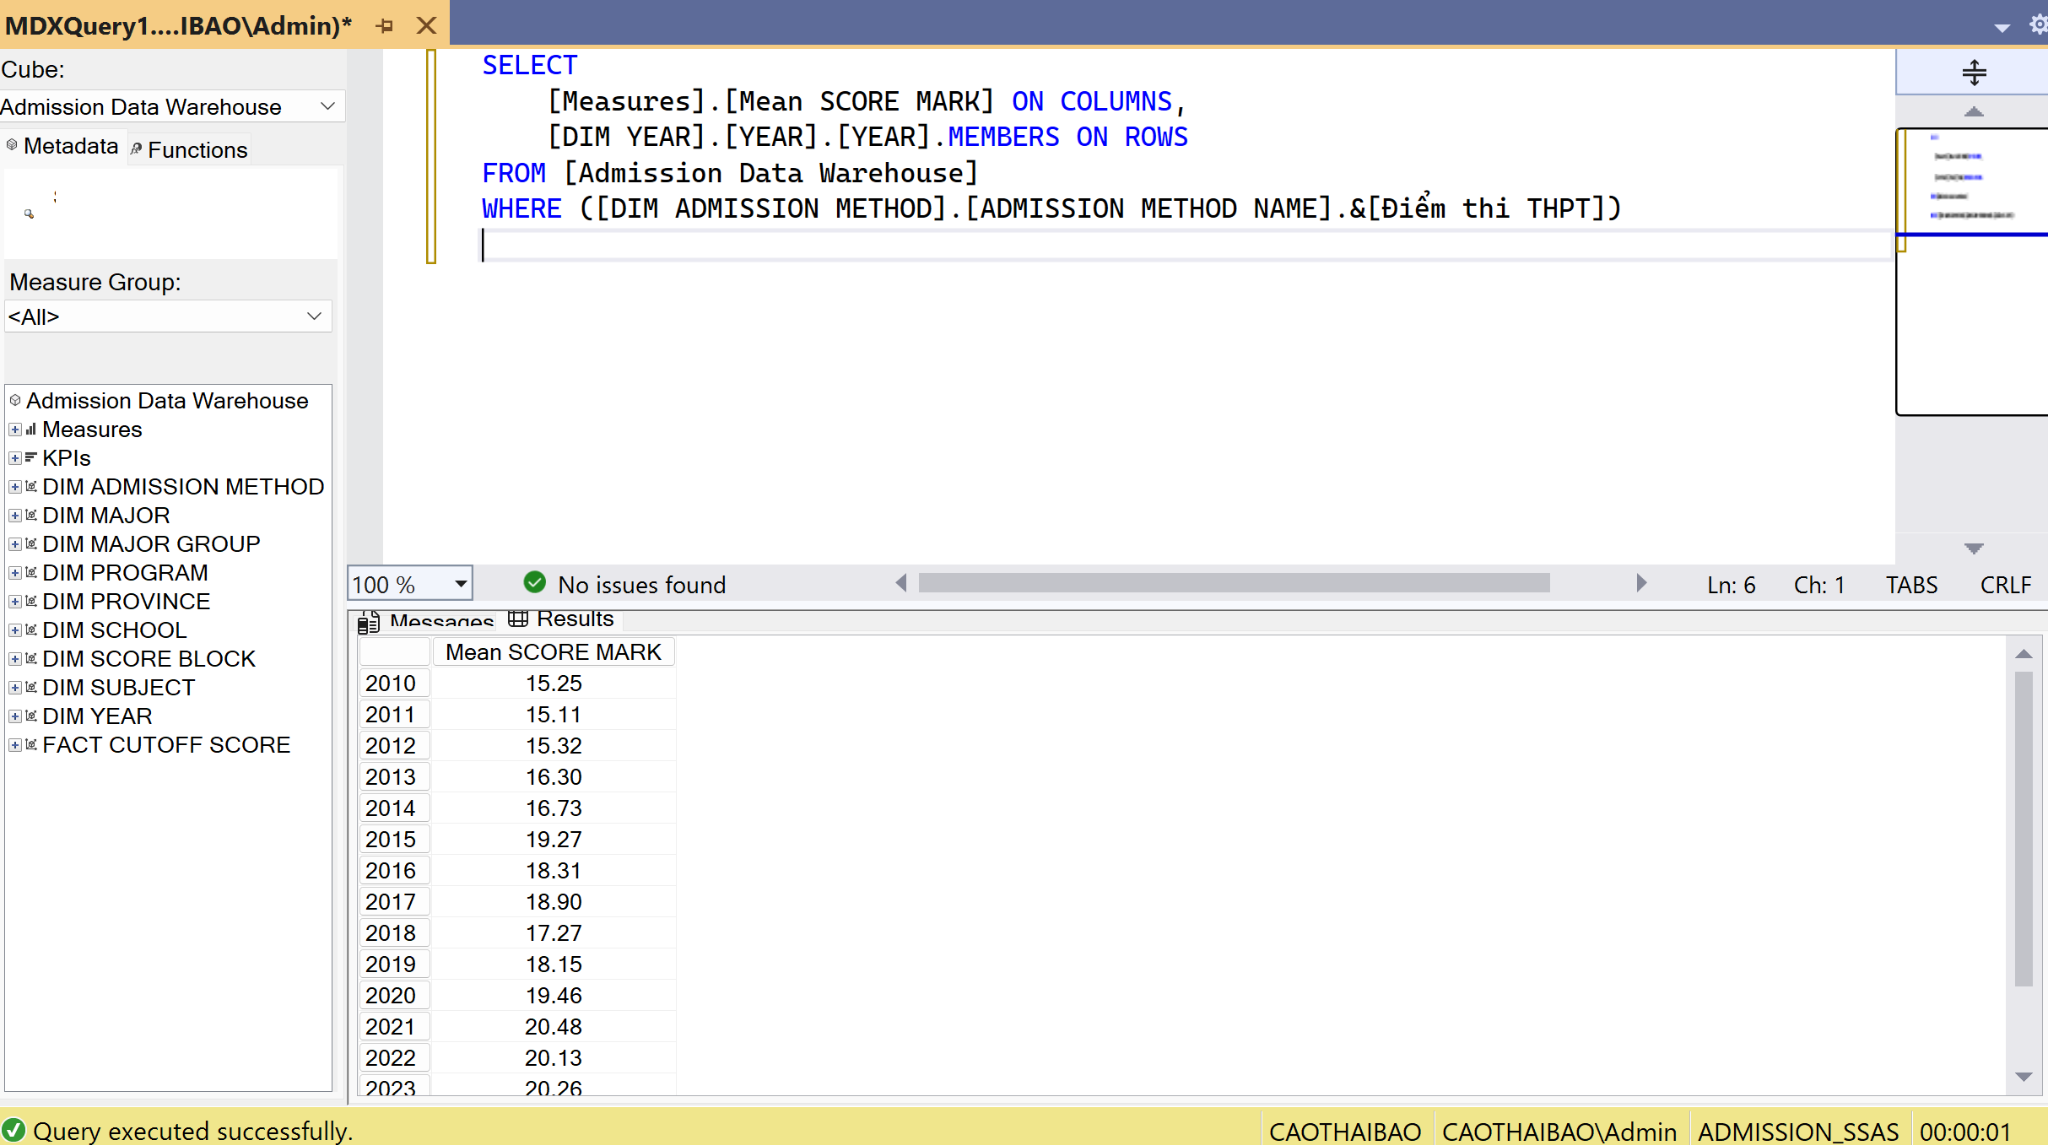 MDXQuery1....IBAO\Admin)*
Cube:
Admission Data Warehouse
Metadata
Functions
Measure Group:
<All>
Admission Data Warehouse
Measures
KPIs
DIM ADMISSION METHOD
DIM MAJOR
DIM MAJOR GROUP
DIM PROGRAM
DIM PROVINCE
DIM SCHOOL
DIM SCORE BLOCK
DIM SUBJECT
DIM YEAR
FACT CUTOFF SCORE
SELECT
[Measures].[Mean SCORE MARK] ON COLUMNS,
[DIM YEAR].[YEAR].[YEAR].MEMBERS ON ROWS
FROM [Admission Data Warehouse]
WHERE ([DIM ADMISSION METHOD].[ADMISSION METHOD NAME].&[Điểm thi THPT])
100 %
No issues found
Ln: 6
Ch: 1
TABS
CRLF
Messages
Results
Mean SCORE MARK
2010 15.25
2011 15.11
2012 15.32
2013 16.30
2014 16.73
2015 19.27
2016 18.31
2017 18.90
2018 17.27
2019 18.15
2020 19.46
2021 20.48
2022 20.13
2023 20.26
Query executed successfully.
CAOTHAIBAO
CAOTHAIBAO\Admin
ADMISSION_SSAS
00:00:01